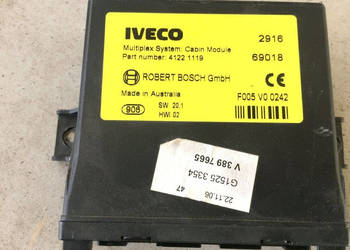 IVECO 2916
Multiplex System: Cabin Module
Part number: 4122 1119 69018
ROBERT BOSCH GmbH CE
Made in Australia F005 V0 0242
906 SW 20.1
HWI 02
V 389 7665
G1525 3354
22.11.06 47